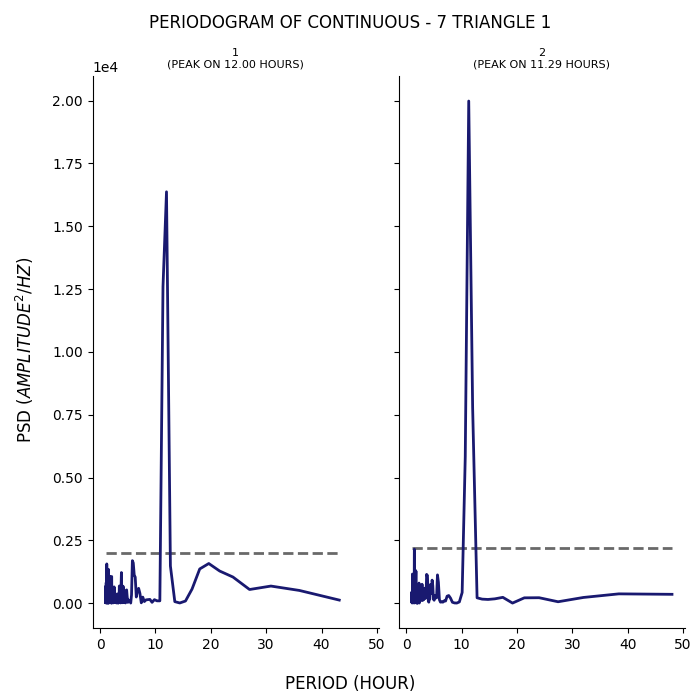 PERIODOGRAM OF CONTINUOUS - 7 TRIANGLE 1
1
(PEAK ON 12.00 HOURS)
2
(PEAK ON 11.29 HOURS)
1e4
2.00
1.75
1.50
1.25
1.00
0.75
0.50
0.25
0.00
PSD (AMPLITUDE²/HZ)
0 10 20 30 40 50
0 10 20 30 40 50
PERIOD (HOUR)